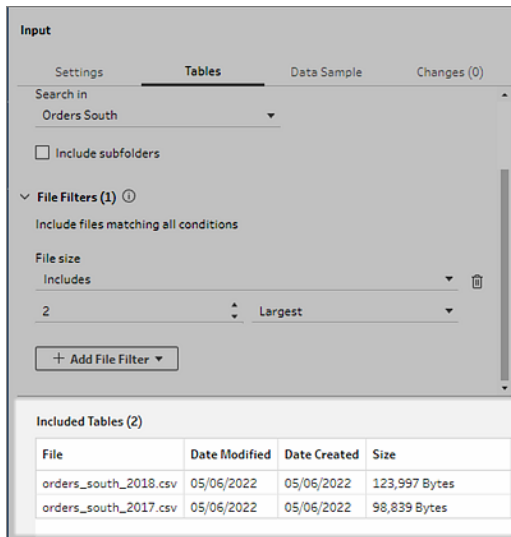 Input
Settings Tables Data Sample Changes (0)
Search in
Orders South
Include subfolders
File Filters (1)
Include files matching all conditions
File size
Includes
2 Largest
+ Add File Filter
Included Tables (2)
File Date Modified Date Created Size
orders_south_2018.csv 05/06/2022 05/06/2022 123,997 Bytes
orders_south_2017.csv 05/06/2022 05/06/2022 98,839 Bytes